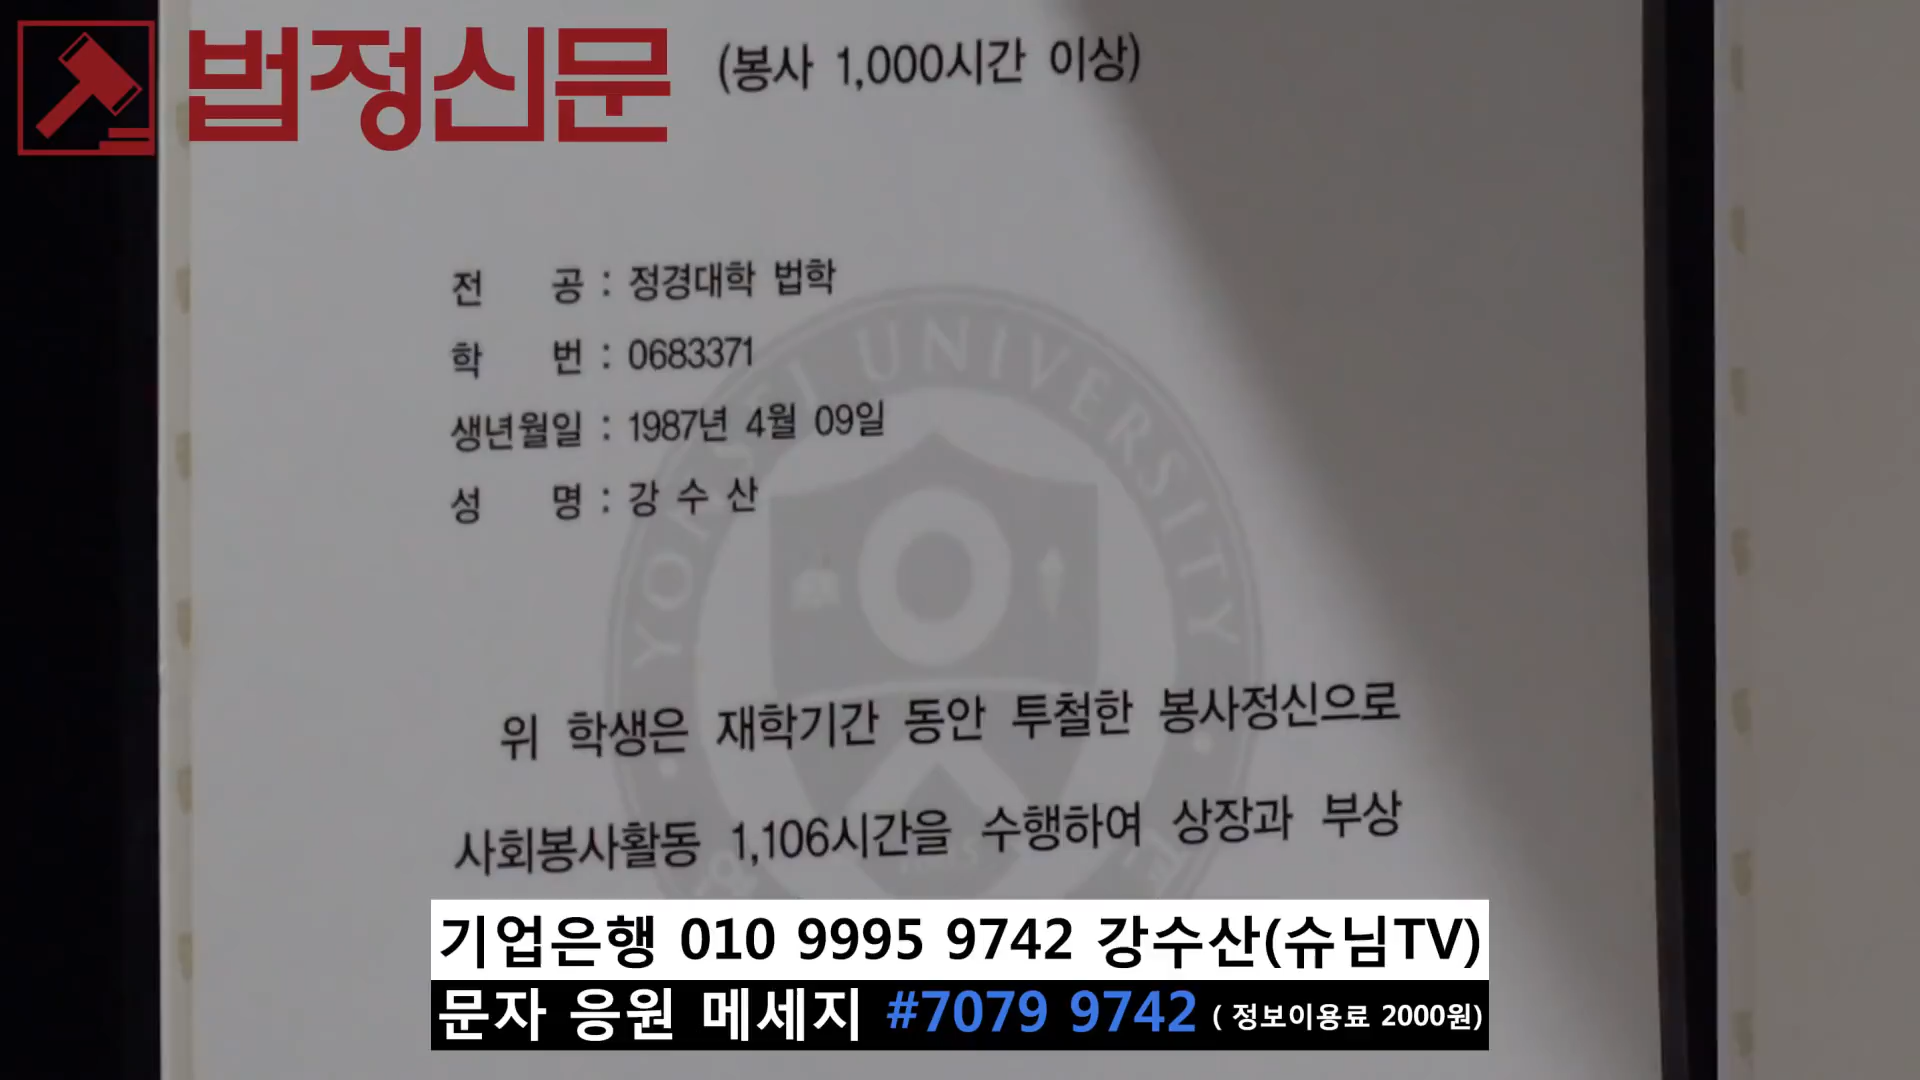 법정신문
(봉사 1,000시간 이상)
전 공 : 정경대학 법학
학 번 : 0683371
생년월일 : 1987년 4월 09일
성 명 : 강 수 산
YONSEI UNIVERSITY
위 학생은 재학기간 동안 투철한 봉사정신으로
사회봉사활동 1,106시간을 수행하여 상장과 부상
기업은행 010 9995 9742 강수산(슈님TV)
문자 응원 메세지 #7079 9742 ( 정보이용료 2000원)